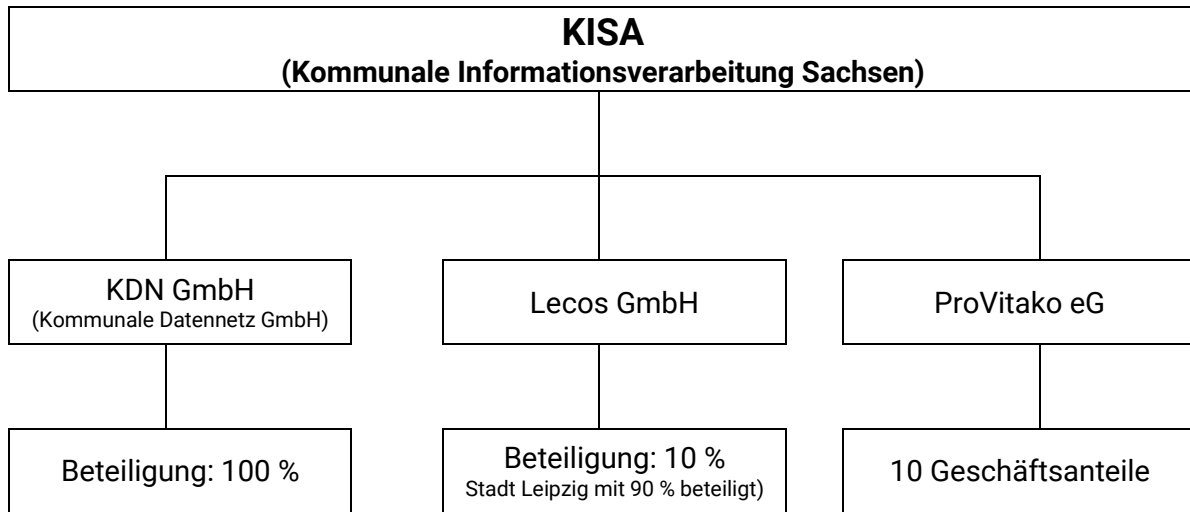 KISA
(Kommunale Informationsverarbeitung Sachsen)
KDN GmbH
(Kommunale Datennetz GmbH)
Lecos GmbH
ProVitako eG
Beteiligung: 100 %
Beteiligung: 10 %
Stadt Leipzig mit 90 % beteiligt)
10 Geschäftsanteile